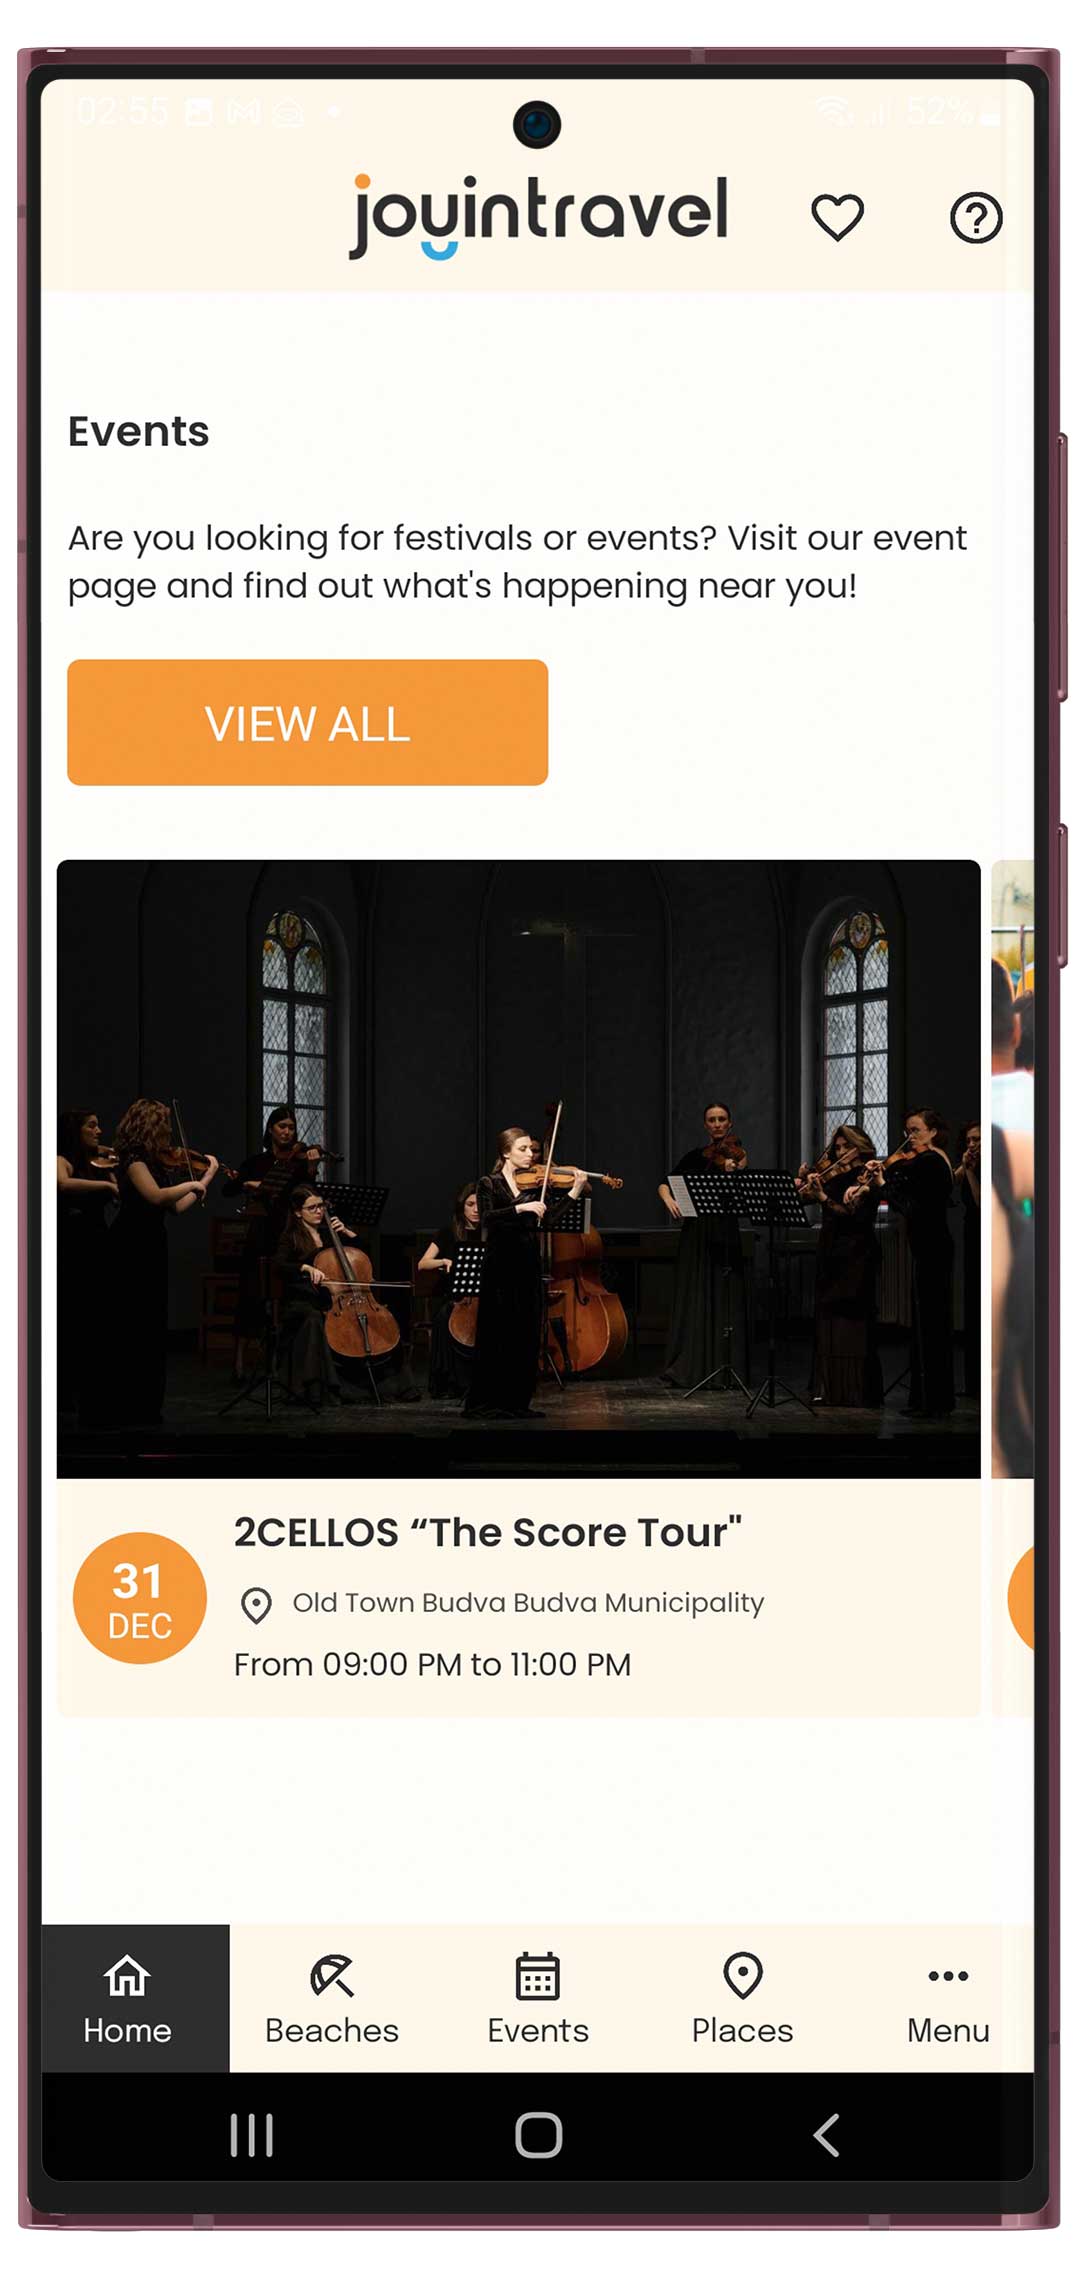 02:55
52%
joyintravel
Events
Are you looking for festivals or events? Visit our event
page and find out what's happening near you!
VIEW ALL
31
DEC
2CELLOS “The Score Tour"
Old Town Budva Budva Municipality
From 09:00 PM to 11:00 PM
Home
Beaches
Events
Places
Menu